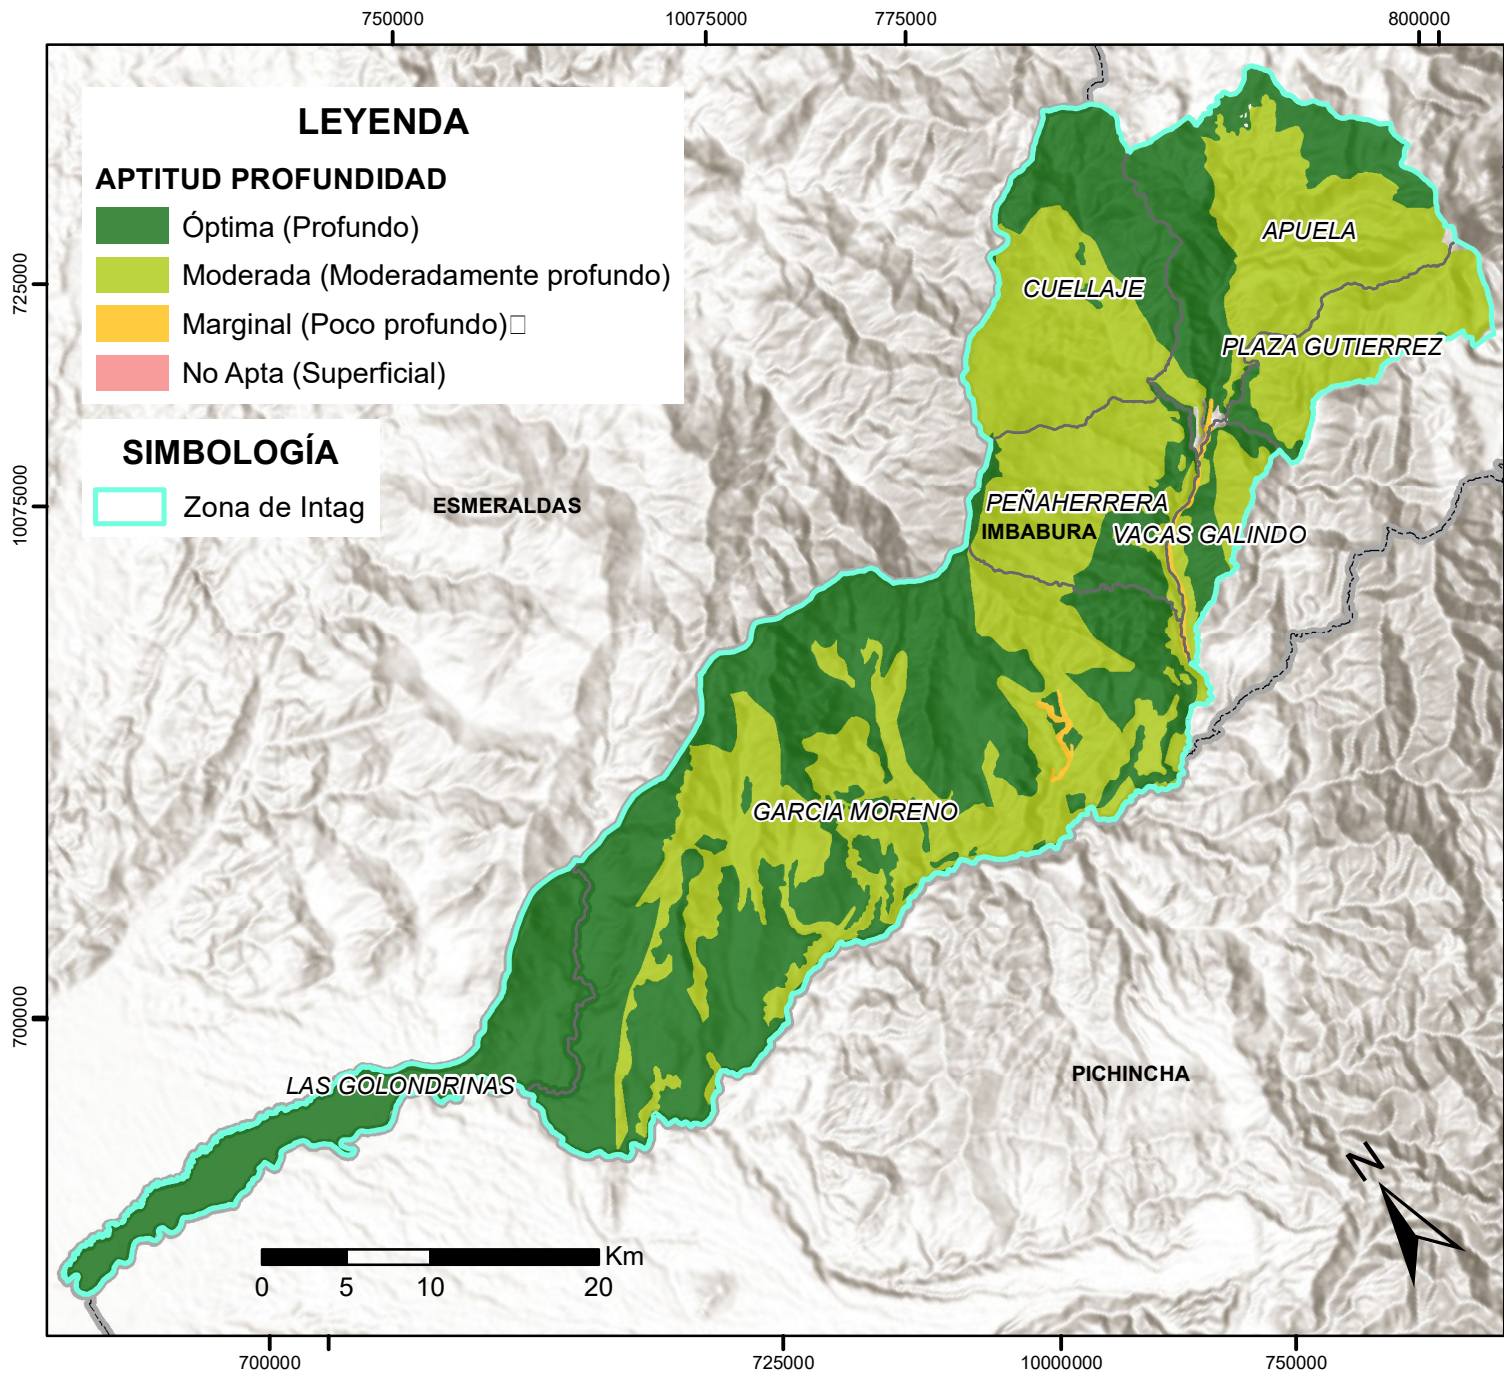 750000
10075000
775000
800000
LEYENDA
APTITUD PROFUNDIDAD
Óptima (Profundo)
Moderada (Moderadamente profundo)
Marginal (Poco profundo)□
No Apta (Superficial)
SIMBOLOGÍA
Zona de Intag
725000
10075000
700000
APUELA
CUELLAJE
PLAZA GUTIERREZ
ESMERALDAS
PEÑAHERRERA
IMBABURA
VACAS GALINDO
GARCIA MORENO
PICHINCHA
LAS GOLONDRINAS
N
Km
0 5 10 20
700000
725000
10000000
750000